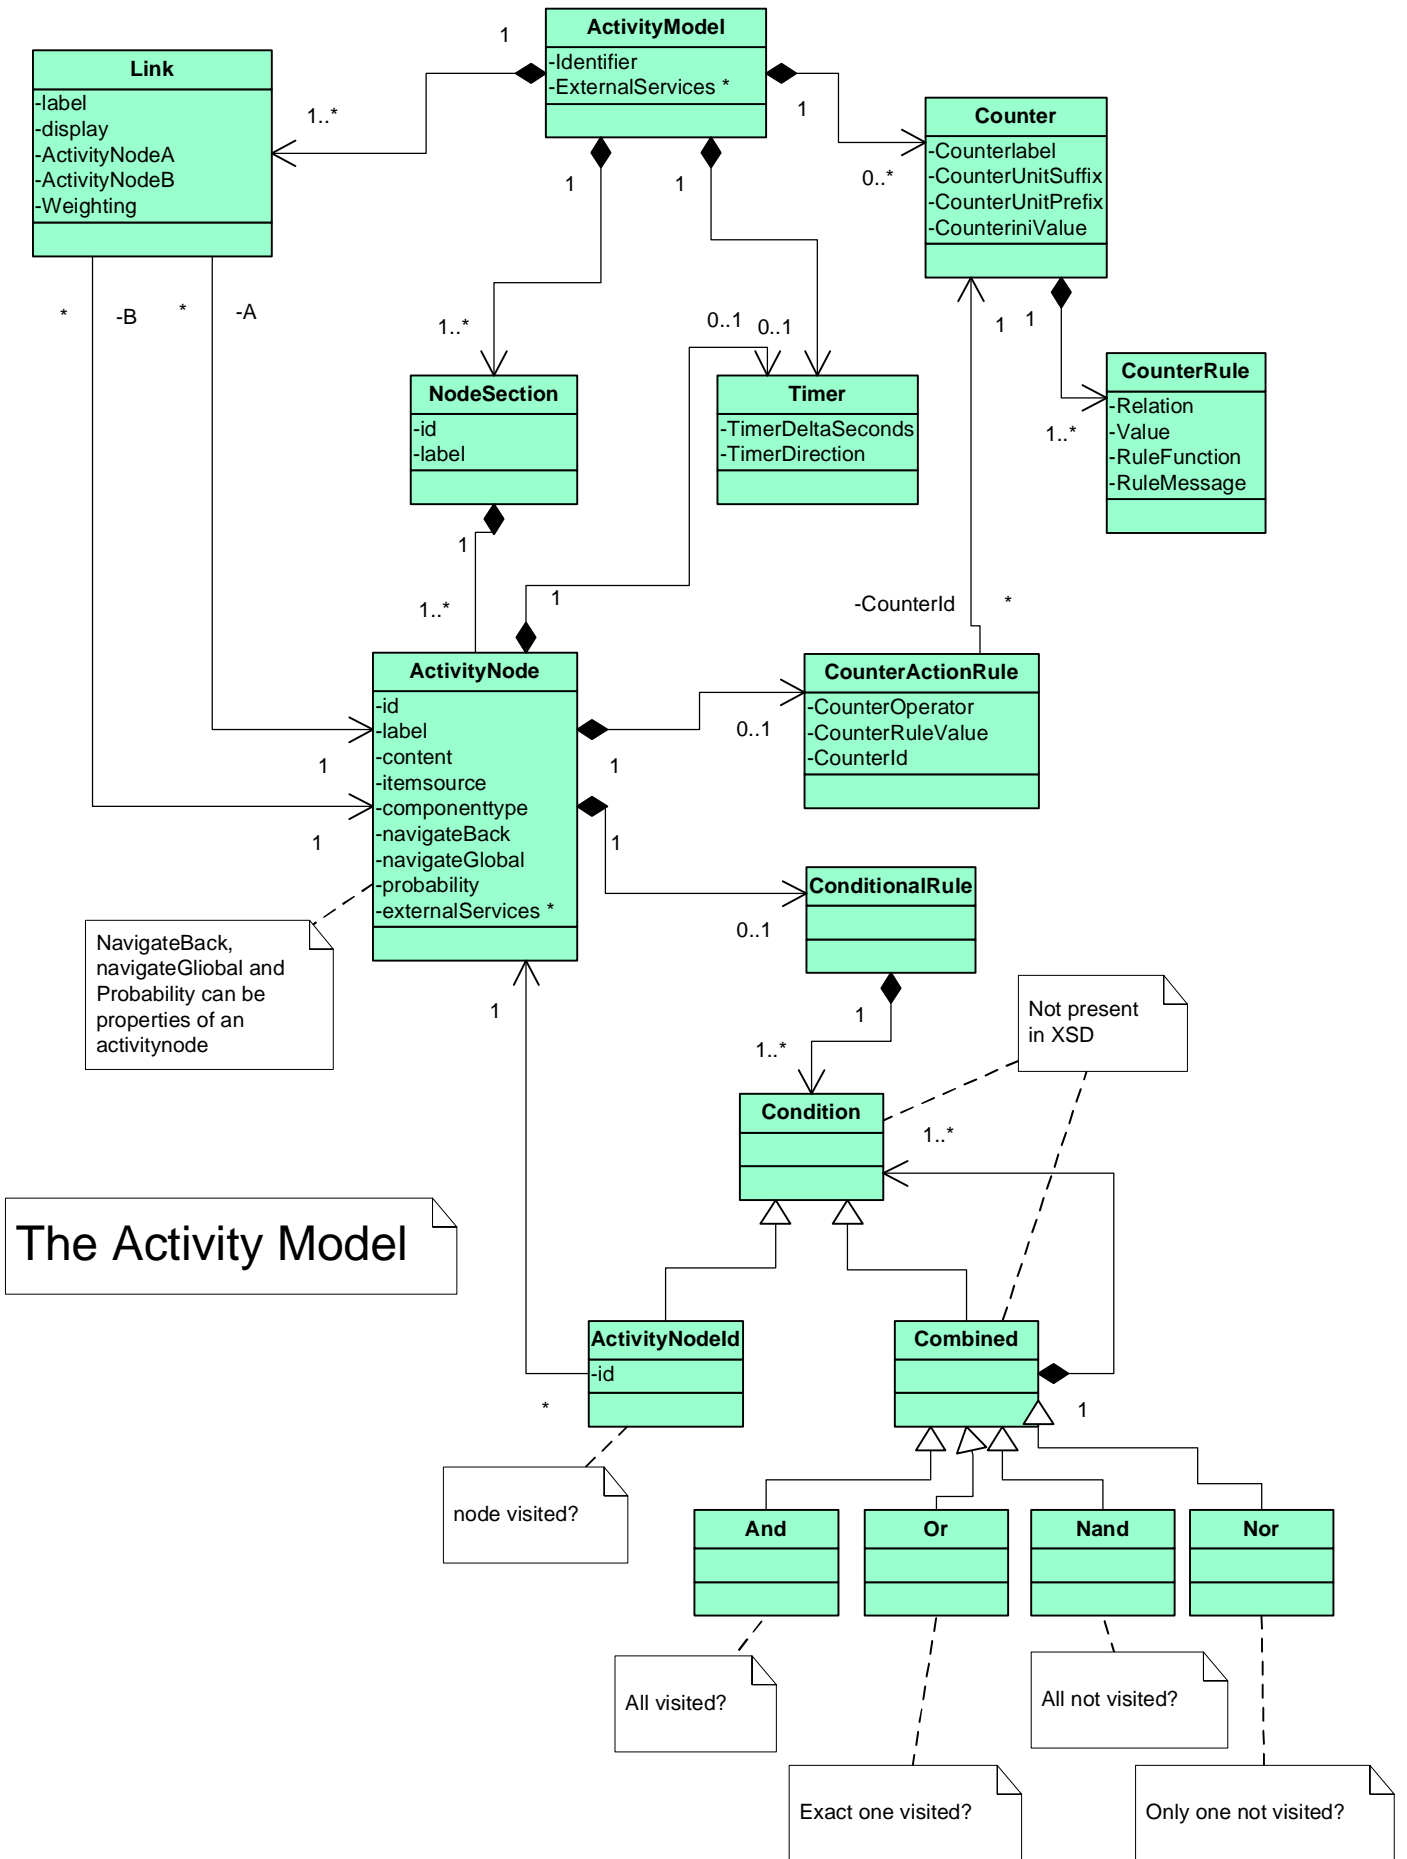 ActivityModel
-Identifier
-ExternalServices *
1
1
1
1
Link
-label
-display
-ActivityNodeA
-ActivityNodeB
-Weighting
1..*
Counter
-Counterlabel
-CounterUnitSuffix
-CounterUnitPrefix
-CounteriniValue
0..*
*
-B
*
-A
1..*
0..1
0..1
1
1
NodeSection
-id
-label
Timer
-TimerDeltaSeconds
-TimerDirection
CounterRule
-Relation
-Value
-RuleFunction
-RuleMessage
1..*
1
1..*
1
-CounterId
*
ActivityNode
-id
-label
-content
-itemsource
-componenttype
-navigateBack
-navigateGlobal
-probability
-externalServices *
1
1
1
1
CounterActionRule
-CounterOperator
-CounterRuleValue
-CounterId
0..1
ConditionalRule
0..1
NavigateBack,
navigateGliobal and
Probability can be
properties of an
activitynode
1
1
1..*
Not present
in XSD
Condition
1..*
The Activity Model
ActivityNodeId
-id
*
Combined
1
node visited?
And
Or
Nand
Nor
All visited?
All not visited?
Exact one visited?
Only one not visited?